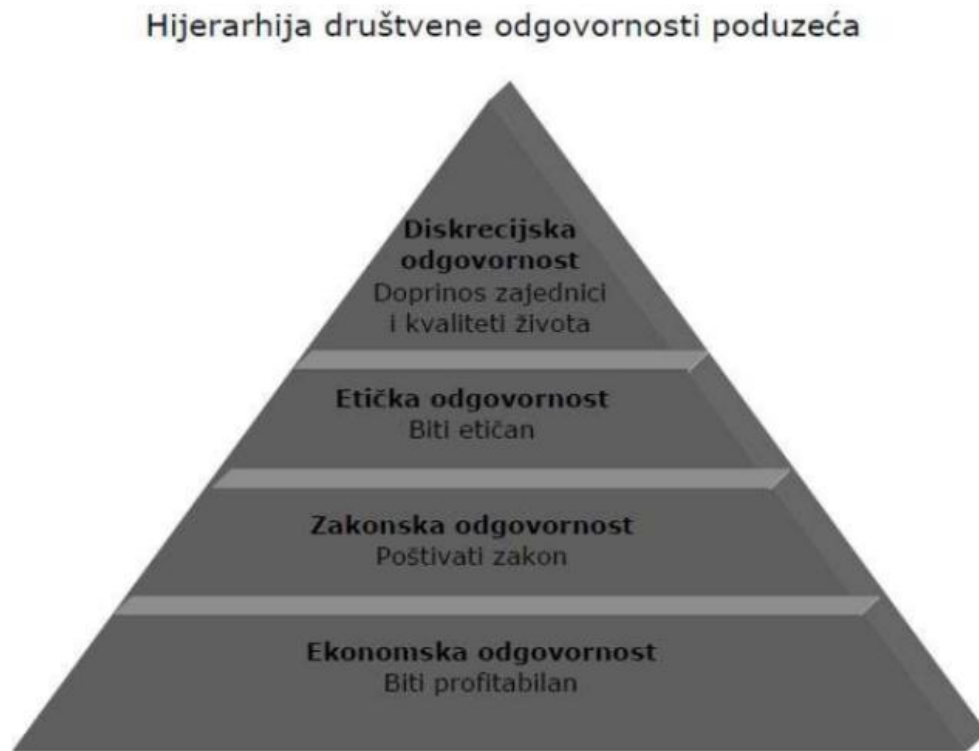 Hijerarhija društvene odgovornosti poduzeća
Diskrecijska
odgovornost
Doprinos zajednici
i kvaliteti života
Etička odgovornost
Biti etičan
Zakonska odgovornost
Poštivati zakon
Ekonomska odgovornost
Biti profitabilan